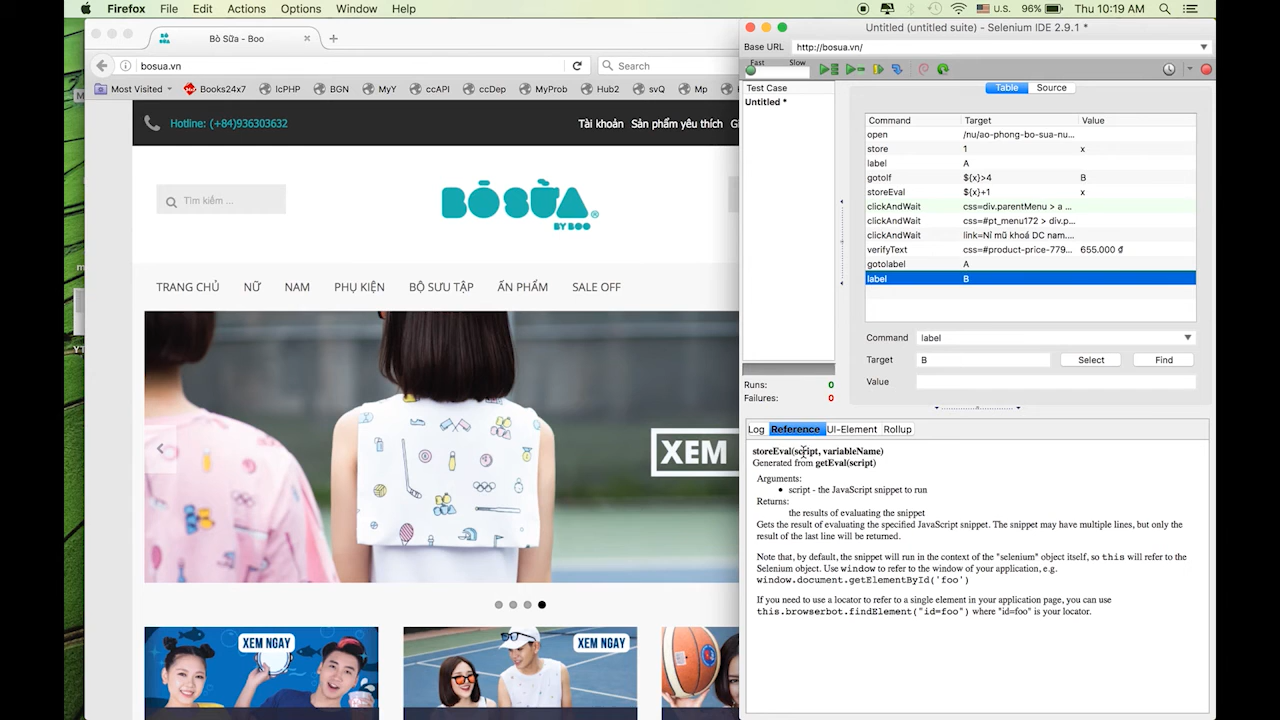 Firefox File Edit Actions Options Window Help
U.S. 96% Thu 10:19 AM
Bò Sữa - Boo
bosua.vn
Search
Most Visited Books24x7 IcPHC BGN MyY ccAPI ccDep MyProb Hub2 svQ Mp
Hotline: (+84)936303632
Tài khoản Sản phẩm yêu thích
Tìm kiếm ...
BÒ SỮA®
BY BOO
TRANG CHỦ NỮ NAM PHỤ KIỆN BỘ SƯU TẬP ẤN PHẨM SALE OFF
XEM
XEM NGAY
XEM NGAY
Untitled (untitled suite) - Selenium IDE 2.9.1 *
Base URL http://bosua.vn/
Fast Slow
Test Case
Untitled *
Table Source
Command Target Value
open /nu/ao-phong-bo-sua-nu...
store 1 x
label A
gotoIf ${x}>4 B
storeEval ${x}+1 x
clickAndWait css=div.parentMenu > a ...
clickAndWait css=#pt_menu172 > div.p...
clickAndWait link=Nỉ mũ khoá DC nam...
verifyText css=#product-price-779... 655.000 ₫
gotolabel A
label B
Command label
Target B Select Find
Value
Runs: 0
Failures: 0
Log Reference UI-Element Rollup
storeEval(script, variableName)
Generated from getEval(script)
Arguments:
• script - the JavaScript snippet to run
Returns:
the results of evaluating the snippet
Gets the result of evaluating the specified JavaScript snippet. The snippet may have multiple lines, but only the
result of the last line will be returned.
Note that, by default, the snippet will run in the context of the "selenium" object itself, so this will refer to the
Selenium object. Use window to refer to the window of your application, e.g.
window.document.getElementById('foo')
If you need to use a locator to refer to a single element in your application page, you can use
this.browserbot.findElement("id=foo") where "id=foo" is your locator.